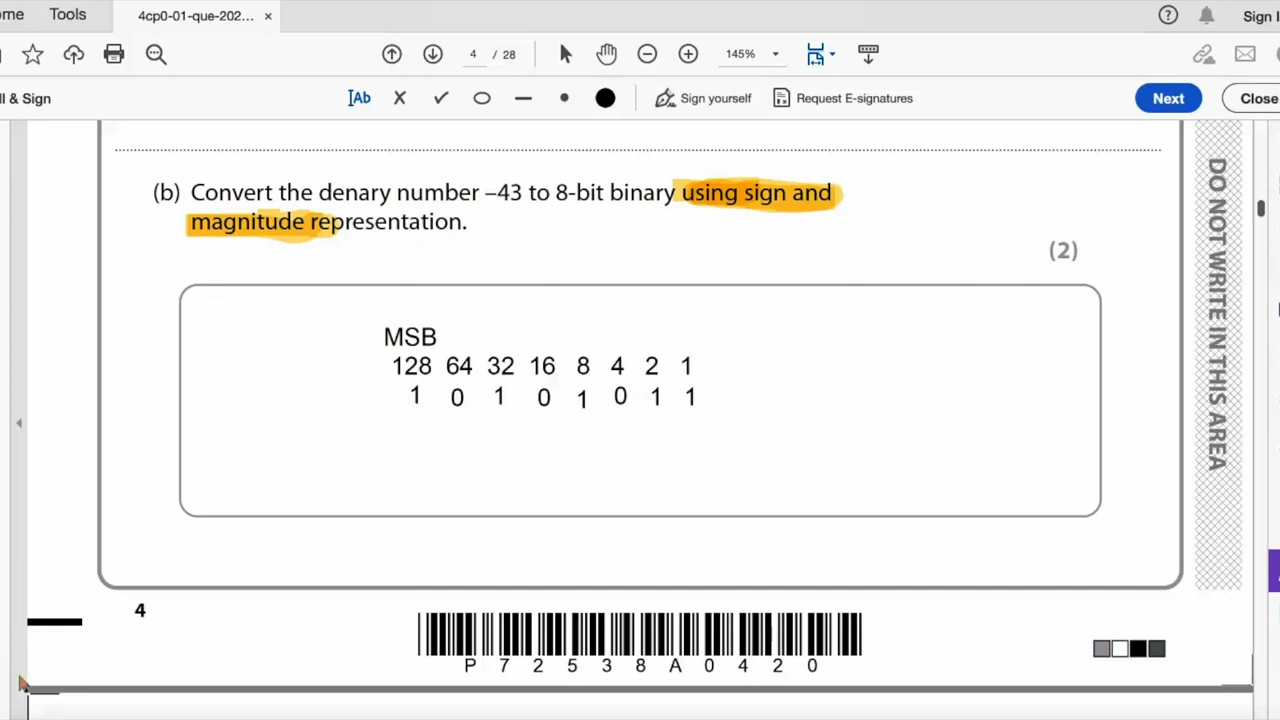 ome Tools 4cp0-01-que-202... × Sign I
4 / 28 145%
ll & Sign Ab Sign yourself Request E-signatures Next Close
(b) Convert the denary number –43 to 8-bit binary using sign and
magnitude representation.
(2)
MSB
128 64 32 16 8 4 2 1
1 0 1 0 1 0 1 1
DO NOT WRITE IN THIS AREA
4
P 7 2 5 3 8 A 0 4 2 0